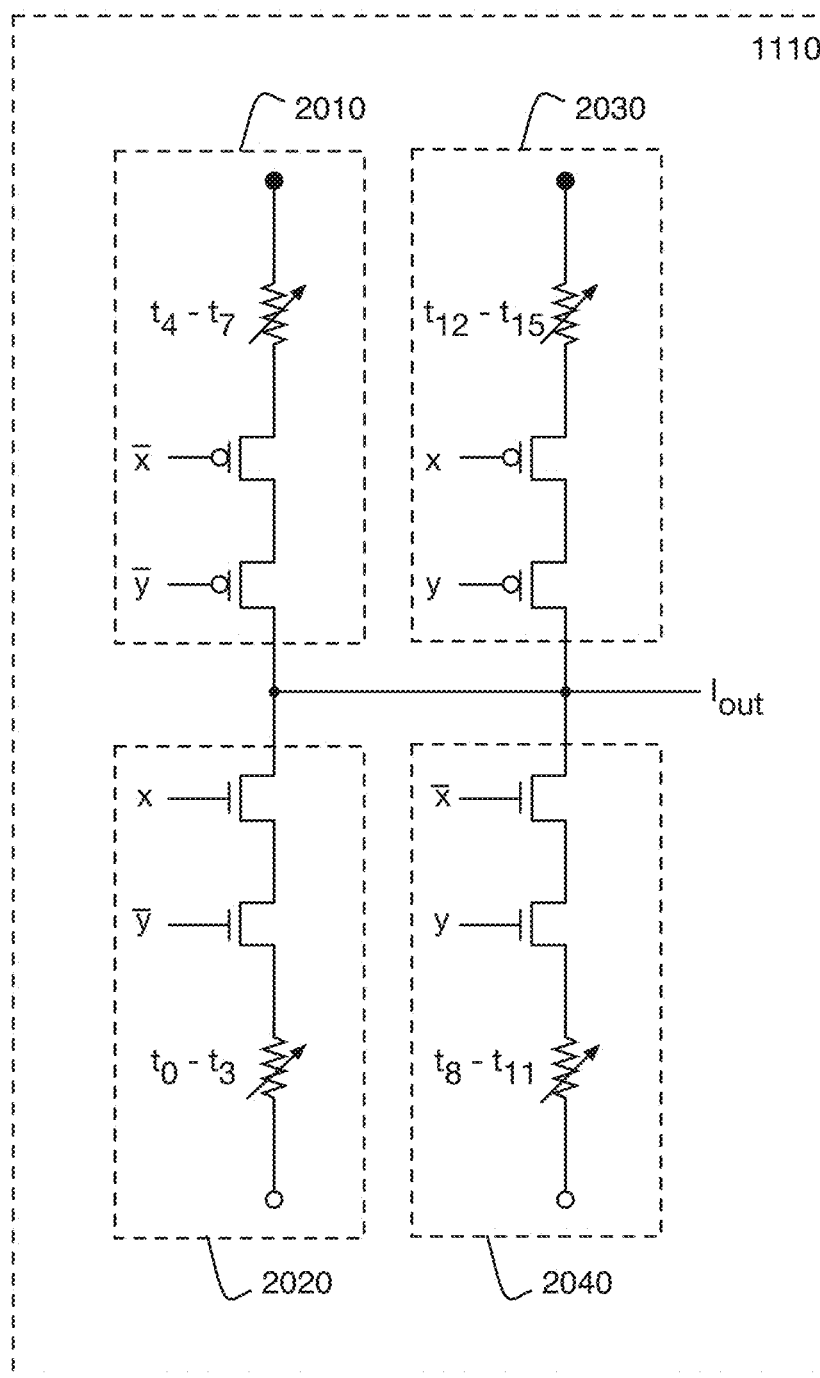 1110
2010
2030
t4 - t7
t12 - t15
x̅
x
y̅
y
Iout
x
x̅
y̅
y
t0 - t3
t8 - t11
2020
2040